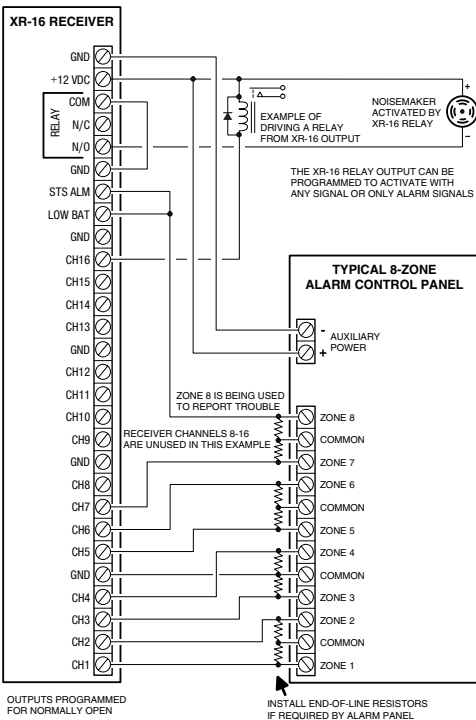 XR-16 RECEIVER
GND
+12 VDC
COM
RELAY
N/C
N/O
GND
STS ALM
LOW BAT
GND
CH16
CH15
CH14
CH13
GND
CH12
CH11
CH10
CH9
GND
CH8
CH7
CH6
CH5
GND
CH4
CH3
CH2
CH1
OUTPUTS PROGRAMMED
FOR NORMALLY OPEN
EXAMPLE OF
DRIVING A RELAY
FROM XR-16 OUTPUT
NOISEMAKER
ACTIVATED BY
XR-16 RELAY
+
–
THE XR-16 RELAY OUTPUT CAN BE
PROGRAMMED TO ACTIVATE WITH
ANY SIGNAL OR ONLY ALARM SIGNALS
TYPICAL 8-ZONE
ALARM CONTROL PANEL
-
+
AUXILIARY
POWER
ZONE 8 IS BEING USED
TO REPORT TROUBLE
RECEIVER CHANNELS 8-16
ARE UNUSED IN THIS EXAMPLE
ZONE 8
COMMON
ZONE 7
ZONE 6
COMMON
ZONE 5
ZONE 4
COMMON
ZONE 3
ZONE 2
COMMON
ZONE 1
INSTALL END-OF-LINE RESISTORS
IF REQUIRED BY ALARM PANEL